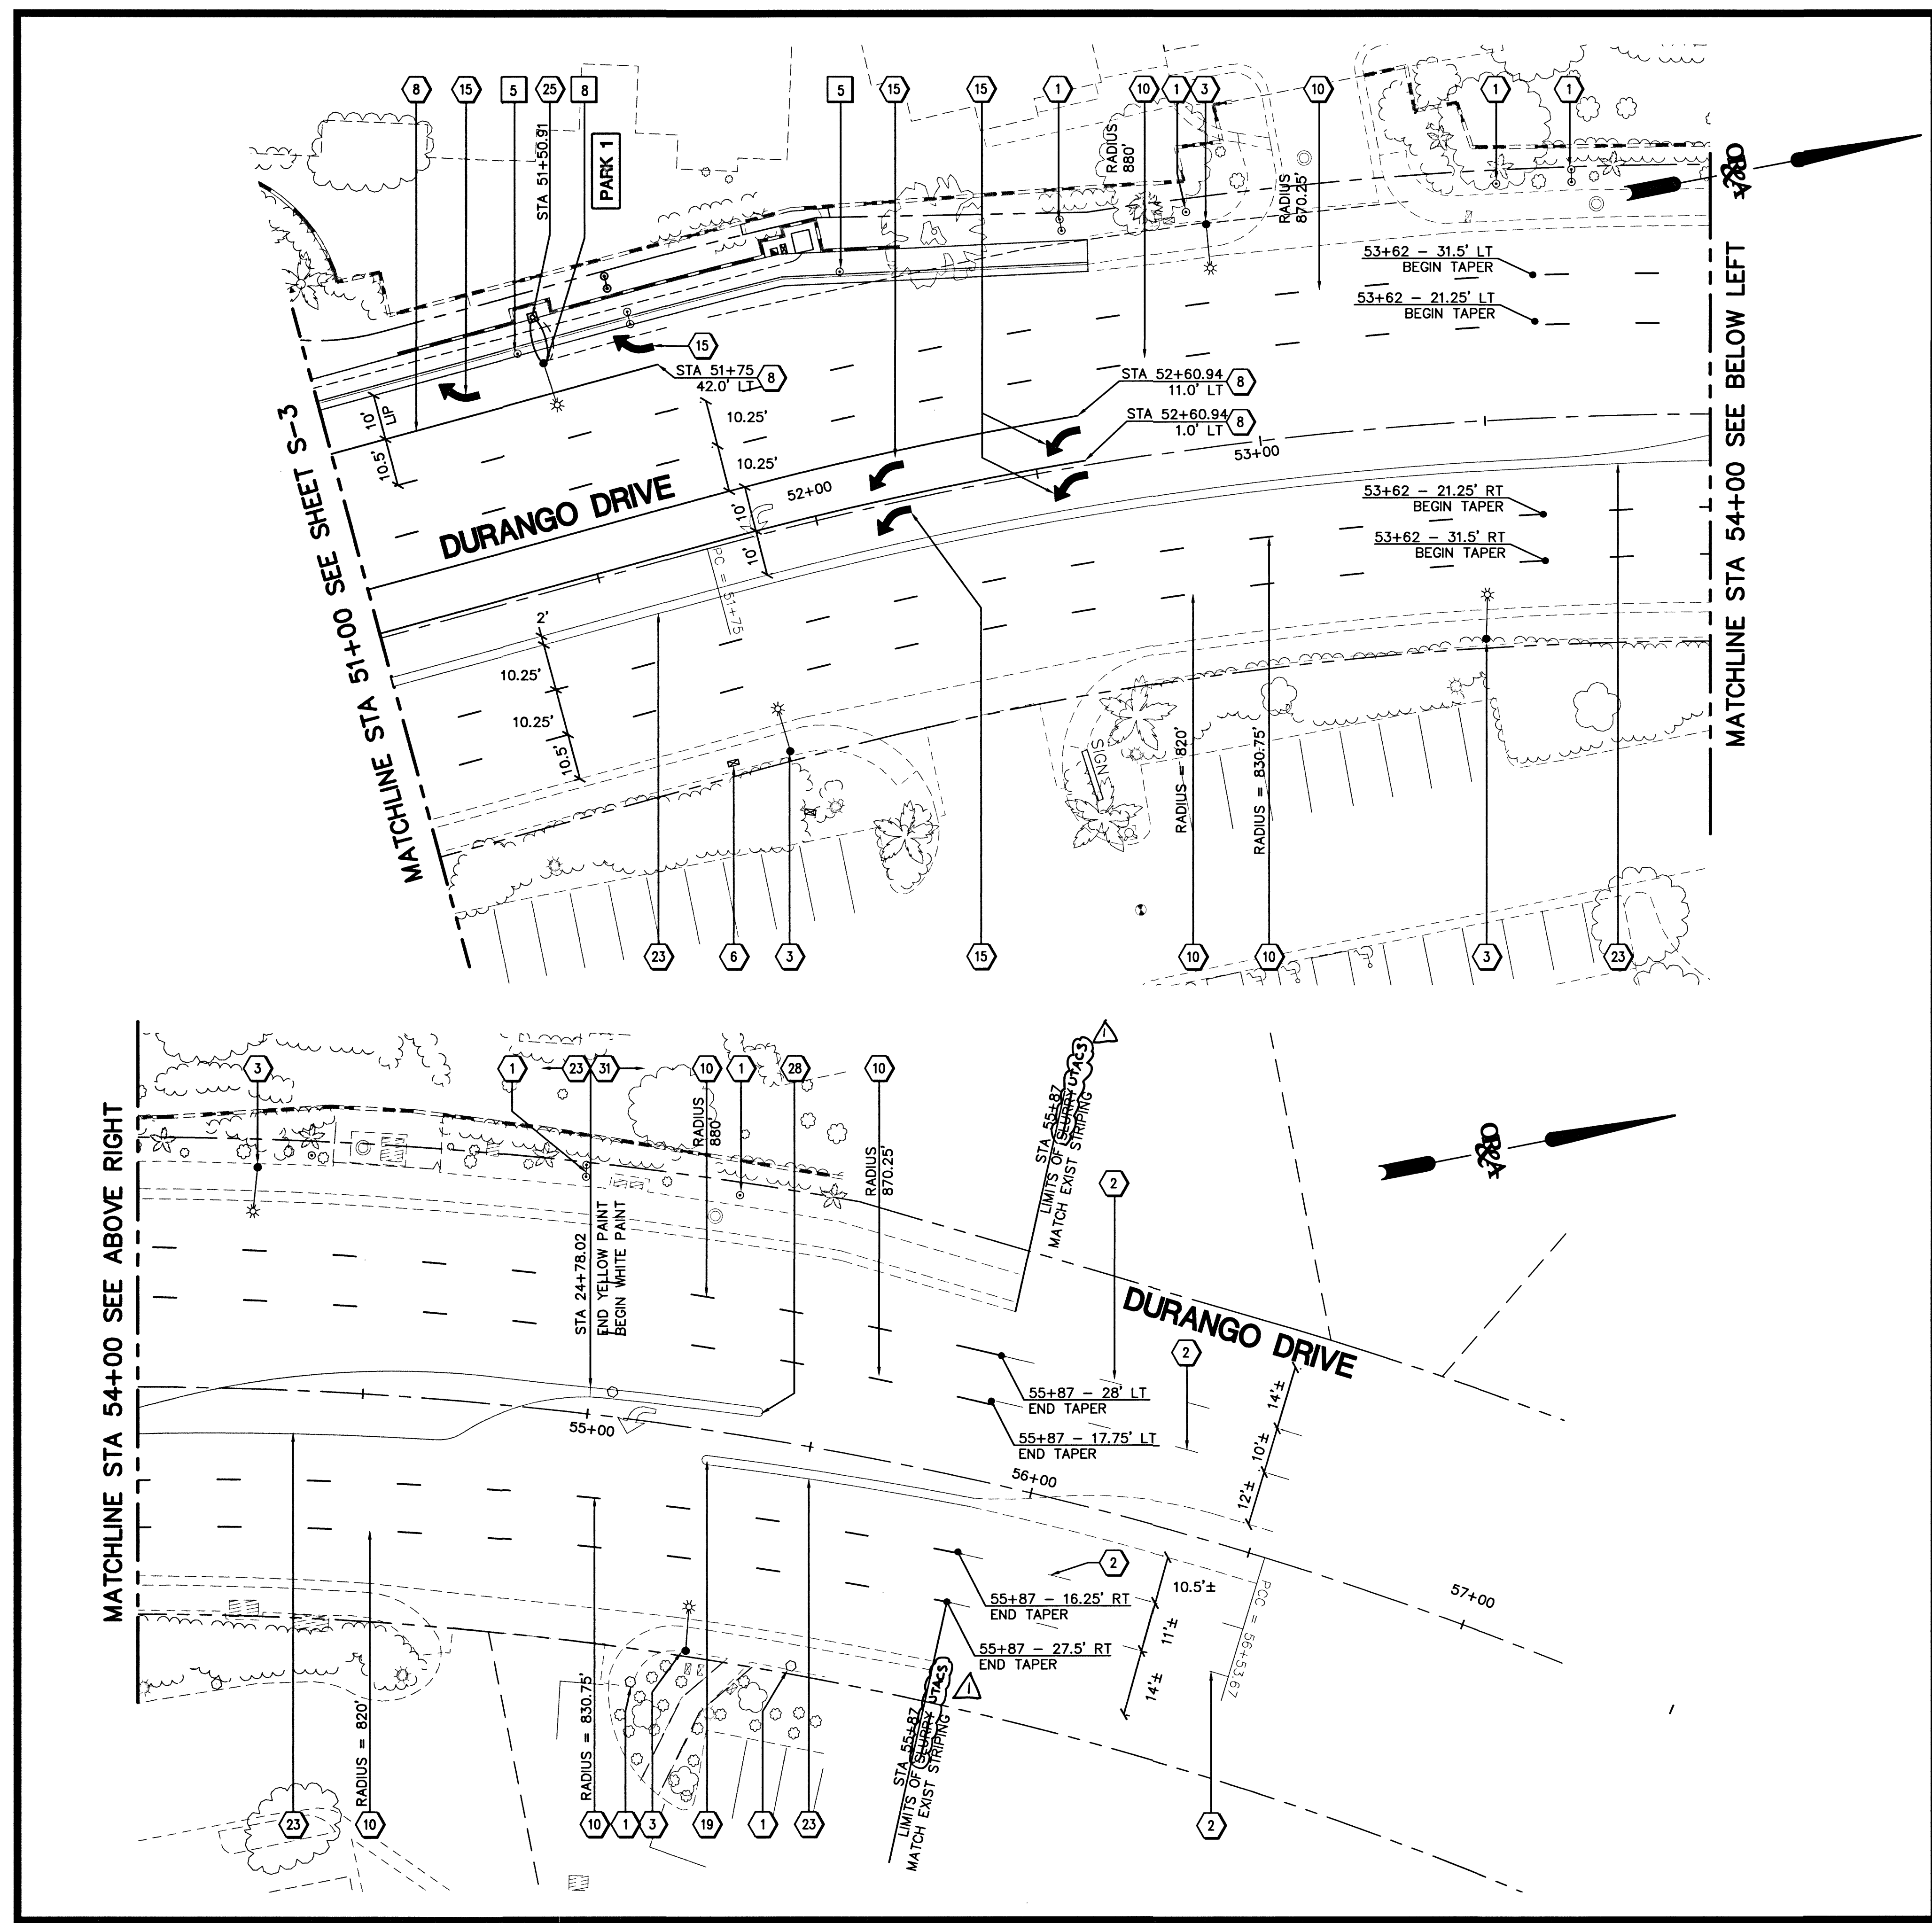 8
15
5
25
8
5
15
15
1
10
1
3
10
1
1
STA 51+50.91
PARK 1
RADIUS
880'
RADIUS
870.25'
53+62 - 31.5' LT
BEGIN TAPER
53+62 - 21.25' LT
BEGIN TAPER
15
STA 51+75
42.0' LT
8
STA 52+60.94
11.0' LT
8
STA 52+60.94
1.0' LT
8
10'
LIP
10.5'
10.25'
10.25'
10'
10'
DURANGO DRIVE
52+00
53+00
PC = 51+75
53+62 - 21.25' RT
BEGIN TAPER
53+62 - 31.5' RT
BEGIN TAPER
2'
10.25'
10.25'
10.5'
SIGN
RADIUS = 820'
RADIUS = 830.75'
MATCHLINE STA 51+00 SEE SHEET S-3
MATCHLINE STA 54+00 SEE BELOW LEFT
23
6
3
15
10
10
3
23
3
1
23
31
10
1
28
10
STA 24+78.02
END YELLOW PAINT
BEGIN WHITE PAINT
RADIUS
880'
RADIUS
870.25'
STA 55+87
LIMITS OF SLURRY UTACS
MATCH EXIST STRIPING
1
2
DURANGO DRIVE
2
MATCHLINE STA 54+00 SEE ABOVE RIGHT
55+87 - 28' LT
END TAPER
55+87 - 17.75' LT
END TAPER
14'±
10'±
12'±
55+00
56+00
57+00
2
55+87 - 16.25' RT
END TAPER
55+87 - 27.5' RT
END TAPER
10.5'±
11'±
14'±
PCC = 56+53.67
STA 55+87
LIMITS OF SLURRY UTACS
MATCH EXIST STRIPING
1
RADIUS = 820'
RADIUS = 830.75'
23
10
10
1
3
19
1
23
2